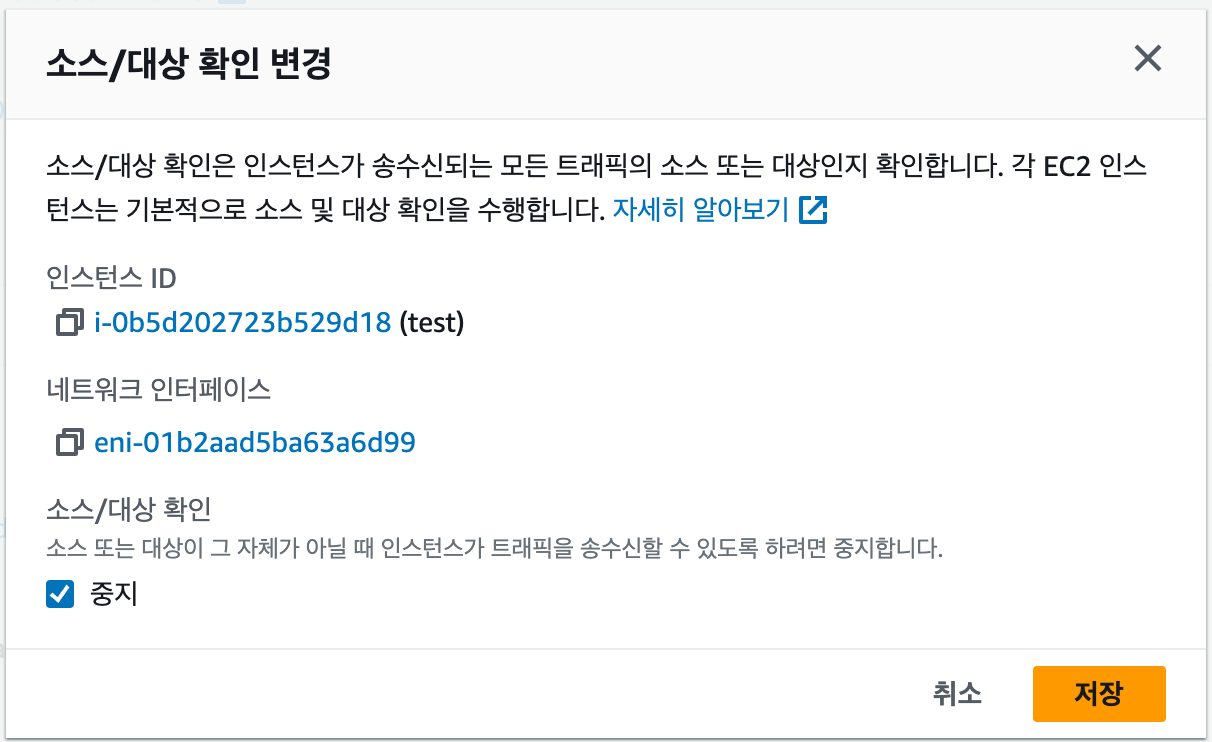 소스/대상 확인 변경
소스/대상 확인은 인스턴스가 송수신되는 모든 트래픽의 소스 또는 대상인지 확인합니다. 각 EC2 인스
턴스는 기본적으로 소스 및 대상 확인을 수행합니다. 자세히 알아보기
인스턴스 ID
i-0b5d202723b529d18 (test)
네트워크 인터페이스
eni-01b2aad5ba63a6d99
소스/대상 확인
소스 또는 대상이 그 자체가 아닐 때 인스턴스가 트래픽을 송수신할 수 있도록 하려면 중지합니다.
중지
취소
저장